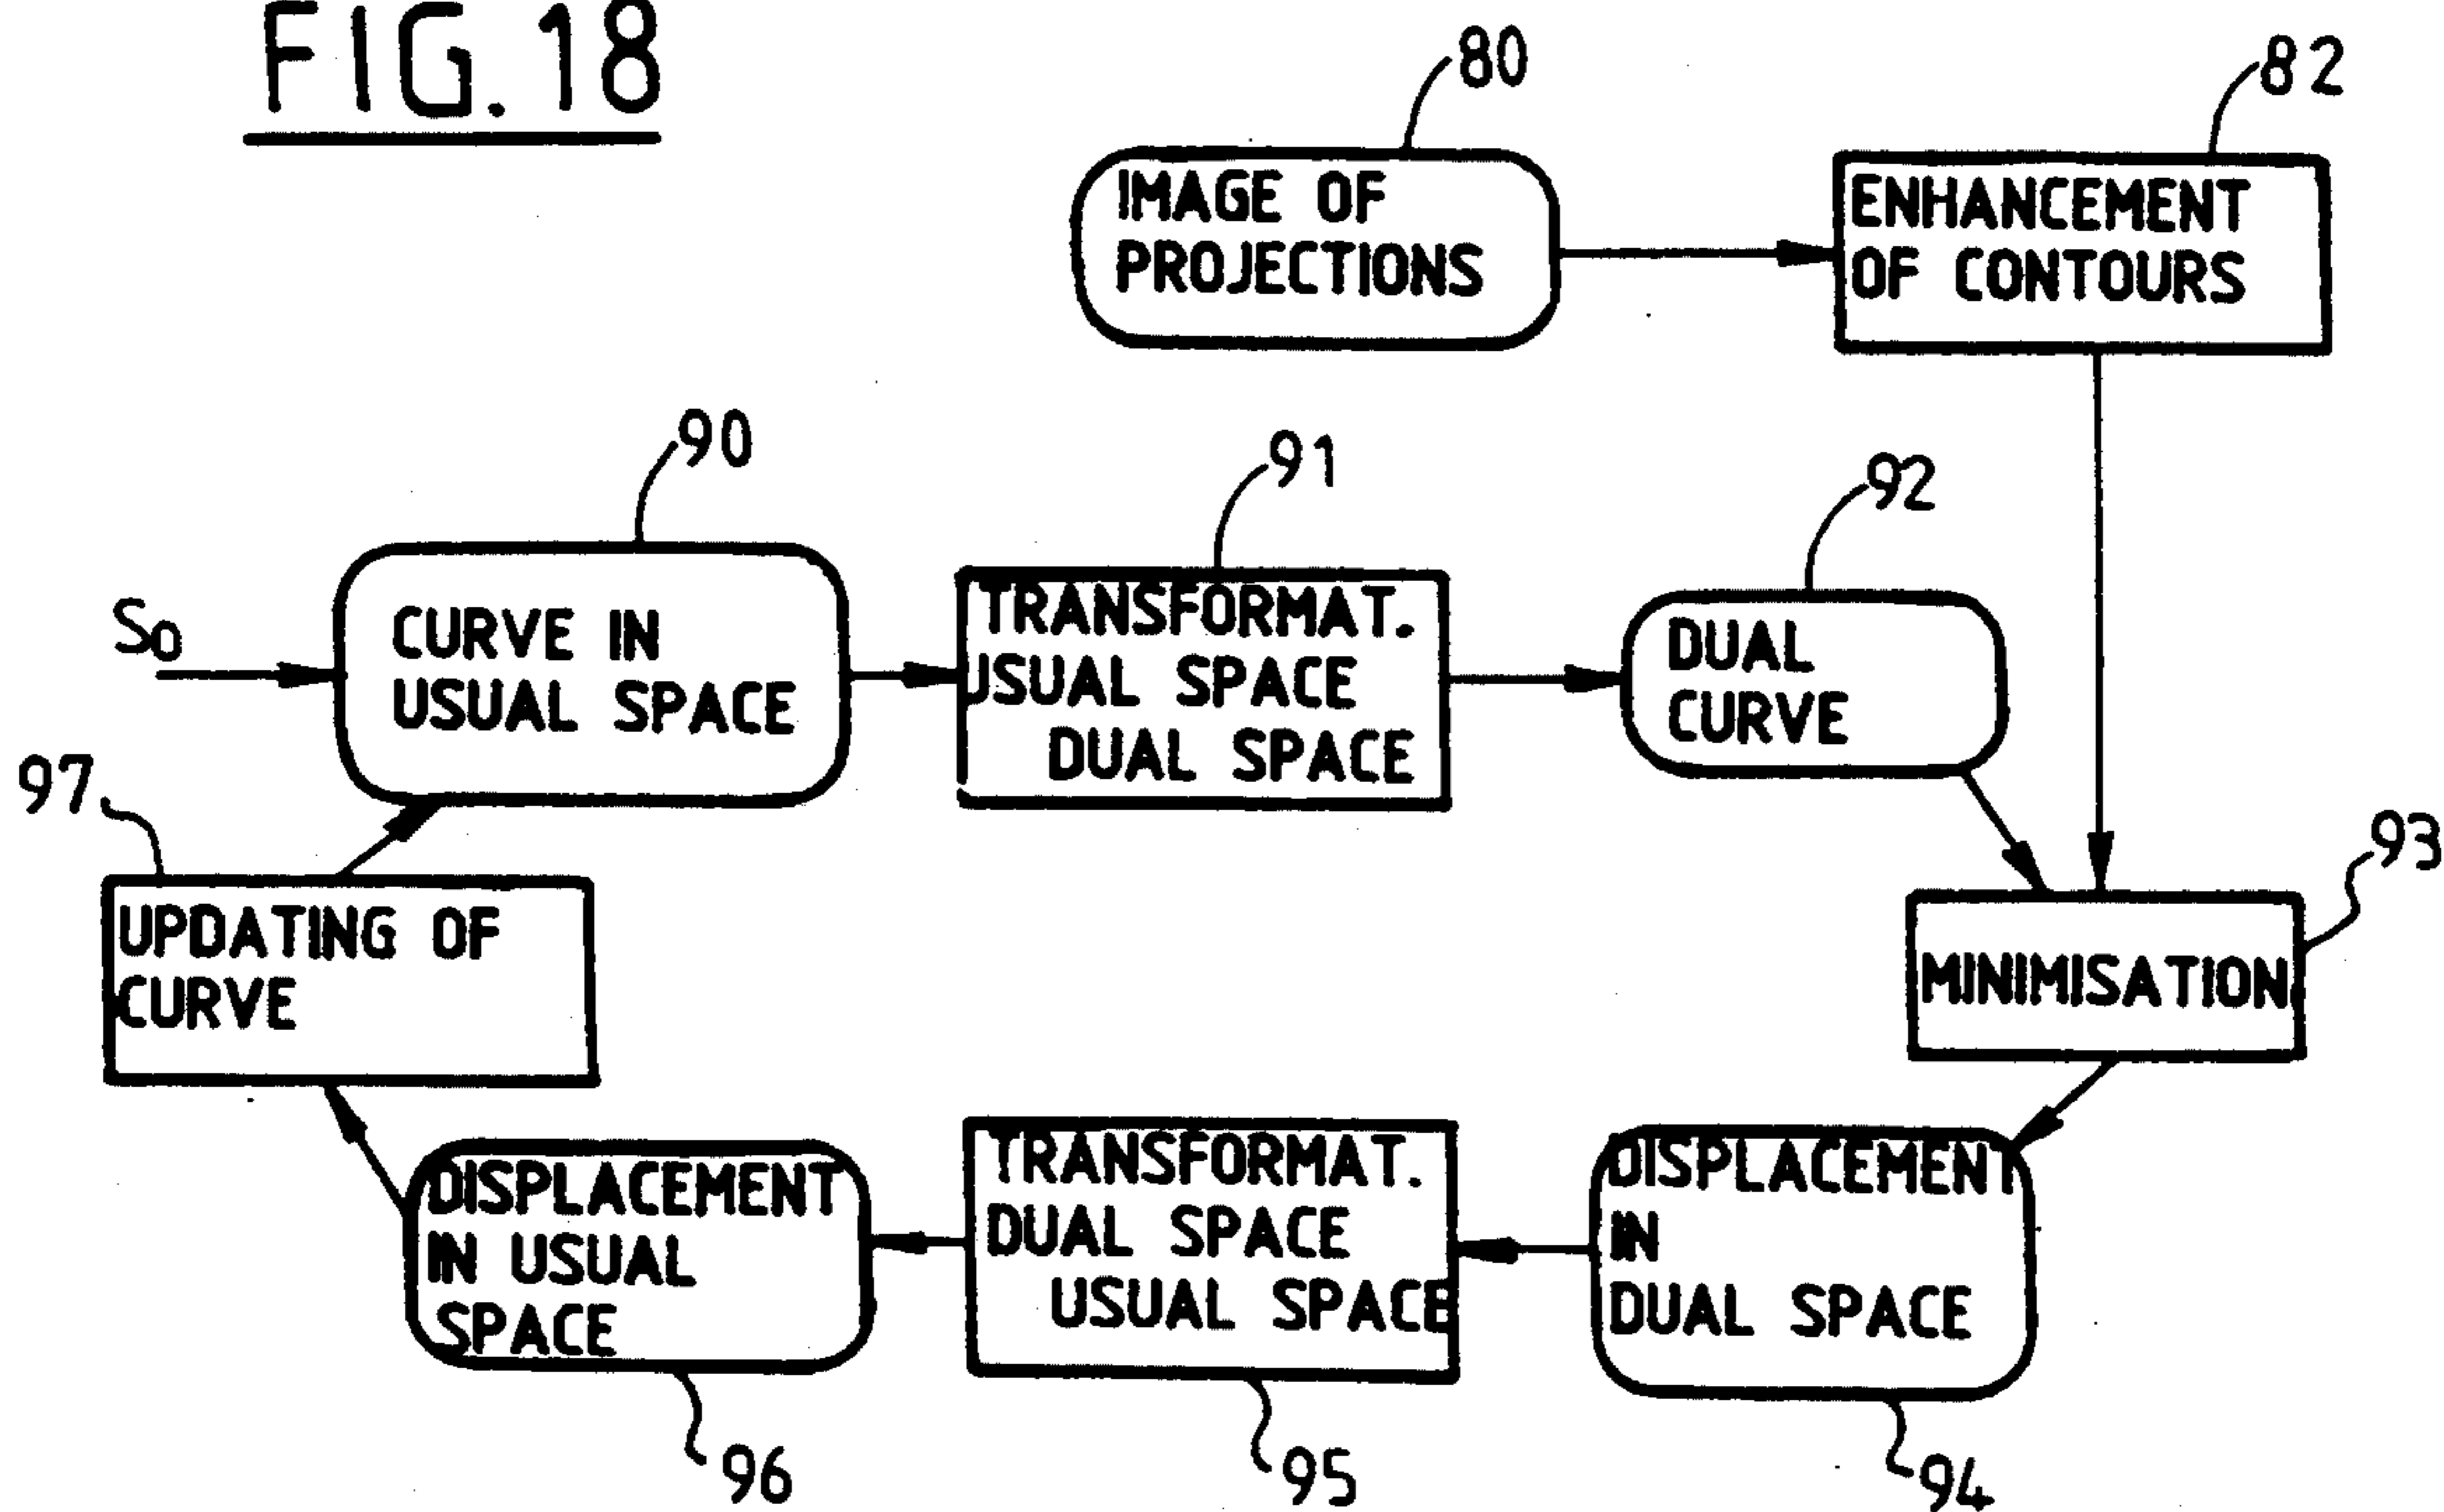 FIG.18
80
82
IMAGE OF
PROJECTIONS
ENHANCEMENT
OF CONTOURS
90
91
92
So
CURVE IN
USUAL SPACE
TRANSFORMAT.
USUAL SPACE
DUAL SPACE
DUAL
CURVE
97
93
UPDATING OF
CURVE
MINIMISATION
DISPLACEMENT
IN USUAL
SPACE
TRANSFORMAT.
DUAL SPACE
USUAL SPACE
DISPLACEMENT
IN
DUAL SPACE
96
95
94